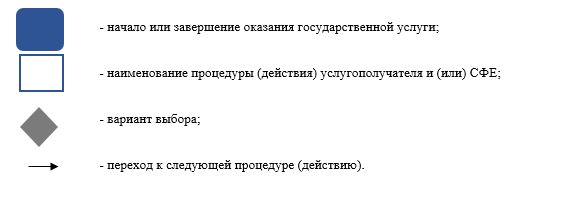 - начало или завершение оказания государственной услуги;
- наименование процедуры (действия) услугополучателя и (или) СФЕ;
- вариант выбора;
- переход к следующей процедуре (действию).